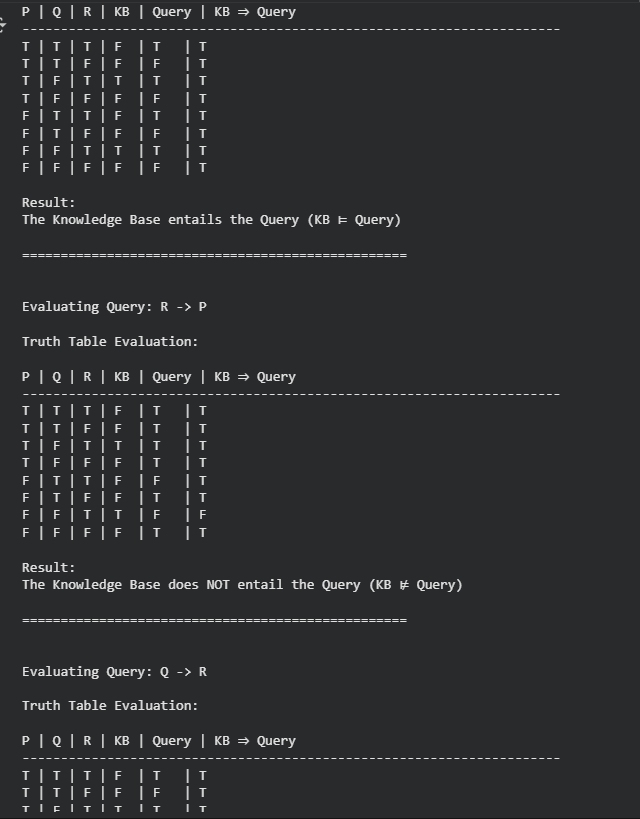 P | Q | R | KB | Query | KB ⇒ Query
----------------------------------------------------------------------
T | T | T | F  | T   | T
T | T | F | F  | F   | T
T | F | T | T  | T   | T
T | F | F | F  | F   | T
F | T | T | F  | T   | T
F | T | F | F  | F   | T
F | F | T | T  | T   | T
F | F | F | F  | F   | T
Result:
The Knowledge Base entails the Query (KB ⊨ Query)
==================================================
Evaluating Query: R -> P
Truth Table Evaluation:
P | Q | R | KB | Query | KB ⇒ Query
----------------------------------------------------------------------
T | T | T | F  | T   | T
T | T | F | F  | T   | T
T | F | T | T  | T   | T
T | F | F | F  | T   | T
F | T | T | F  | F   | T
F | T | F | F  | T   | T
F | F | T | T  | F   | F
F | F | F | F  | T   | T
Result:
The Knowledge Base does NOT entail the Query (KB ⊭ Query)
==================================================
Evaluating Query: Q -> R
Truth Table Evaluation:
P | Q | R | KB | Query | KB ⇒ Query
----------------------------------------------------------------------
T | T | T | F  | T   | T
T | T | F | F  | F   | T
T | F | T | T  | T   | T